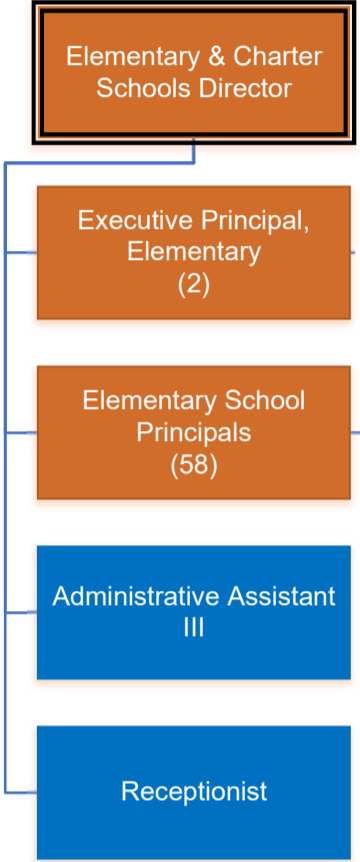 Elementary & Charter
Schools Director
Executive Principal,
Elementary
(2)
Elementary School
Principals
(58)
Administrative Assistant
III
Receptionist